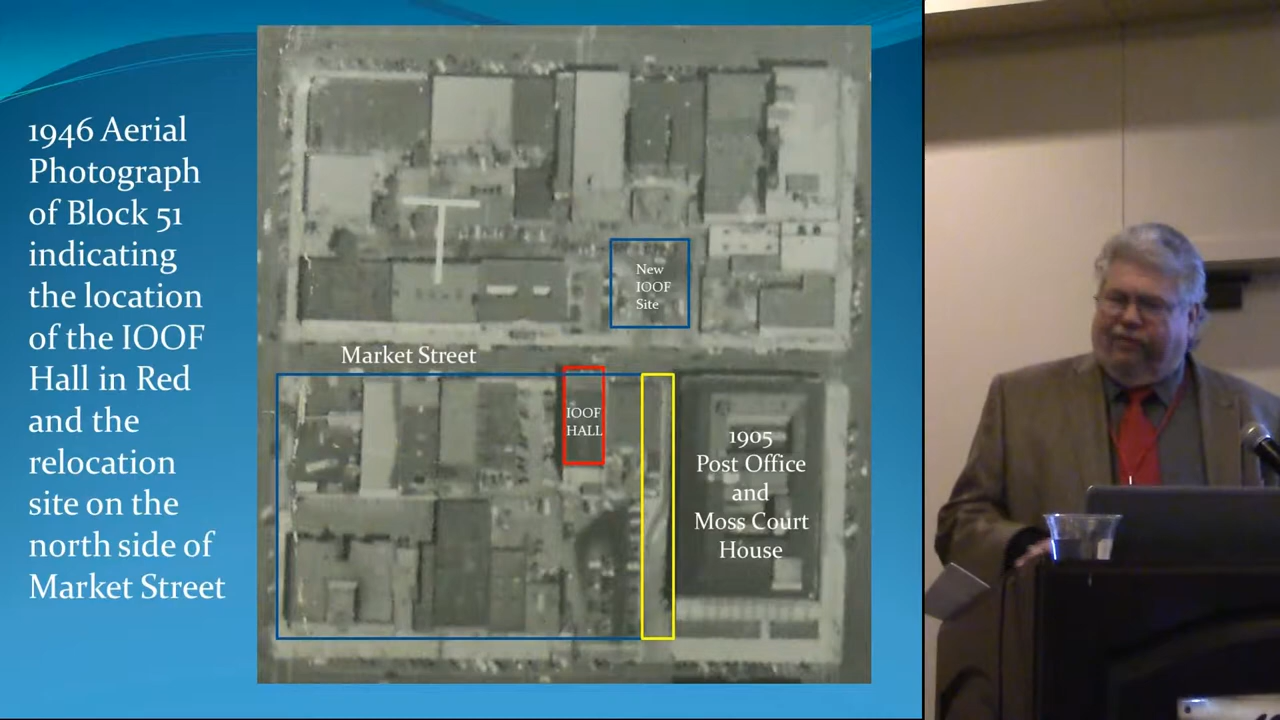 1946 Aerial
Photograph
of Block 51
indicating
the location
of the IOOF
Hall in Red
and the
relocation
site on the
north side of
Market Street
New
IOOF
Site
Market Street
IOOF
HALL
1905
Post Office
and
Moss Court
House